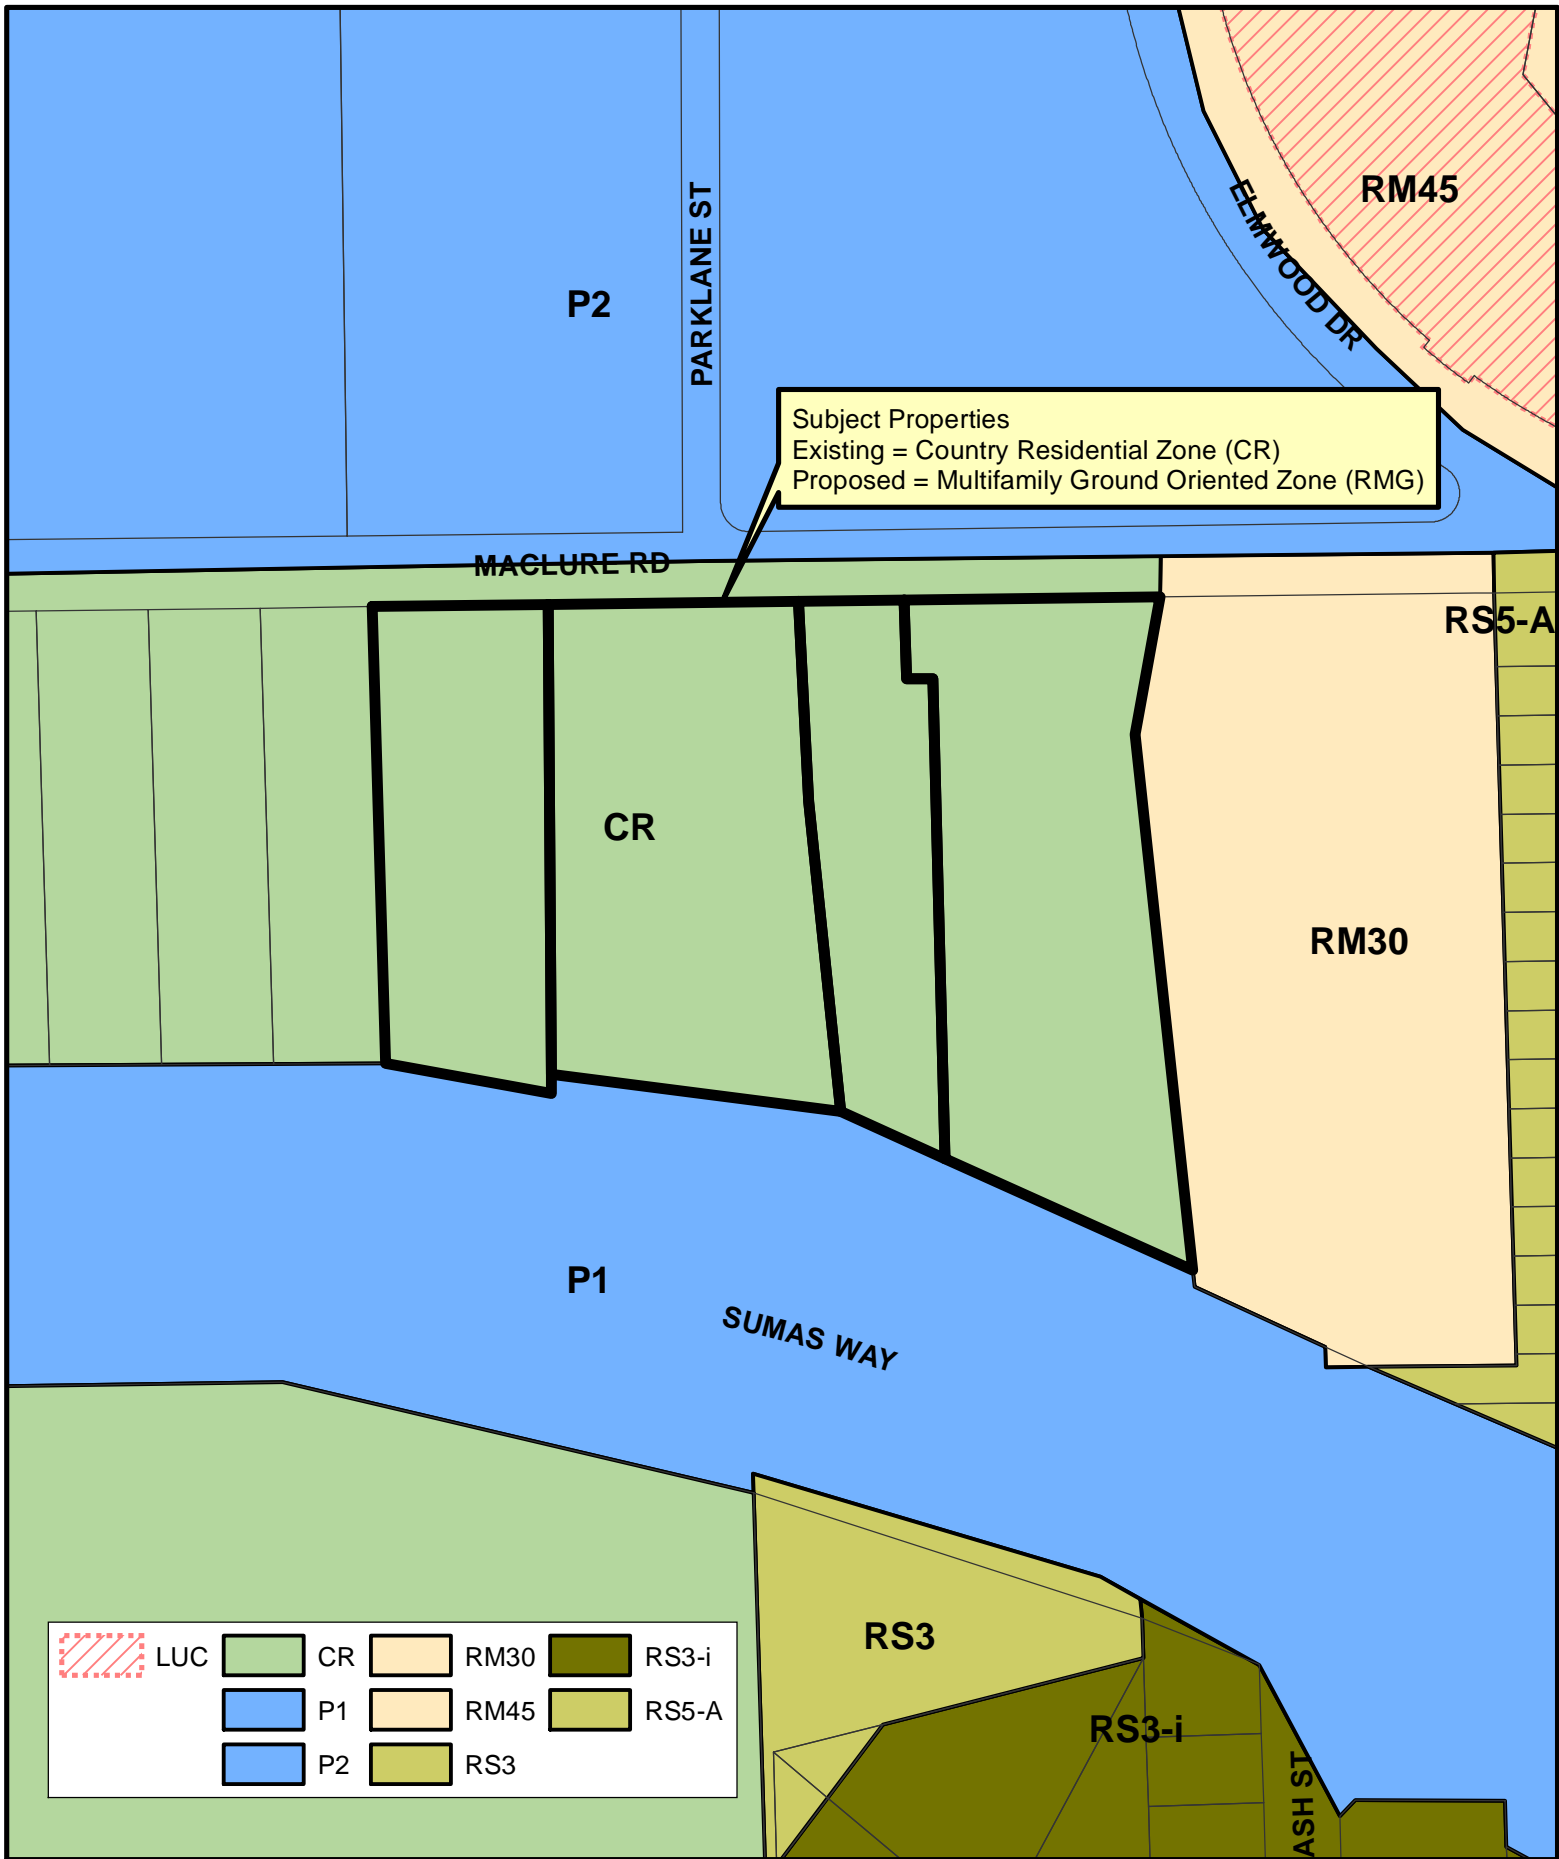 RM45
ELMWOOD DR
PARKLANE ST
P2
Subject Properties
Existing = Country Residential Zone (CR)
Proposed = Multifamily Ground Oriented Zone (RMG)
MACLURE RD
RS5-A
CR
RM30
P1
SUMAS WAY
RS3
RS3-i
ASH ST
LUC
CR
RM30
RS3-i
P1
RM45
RS5-A
P2
RS3